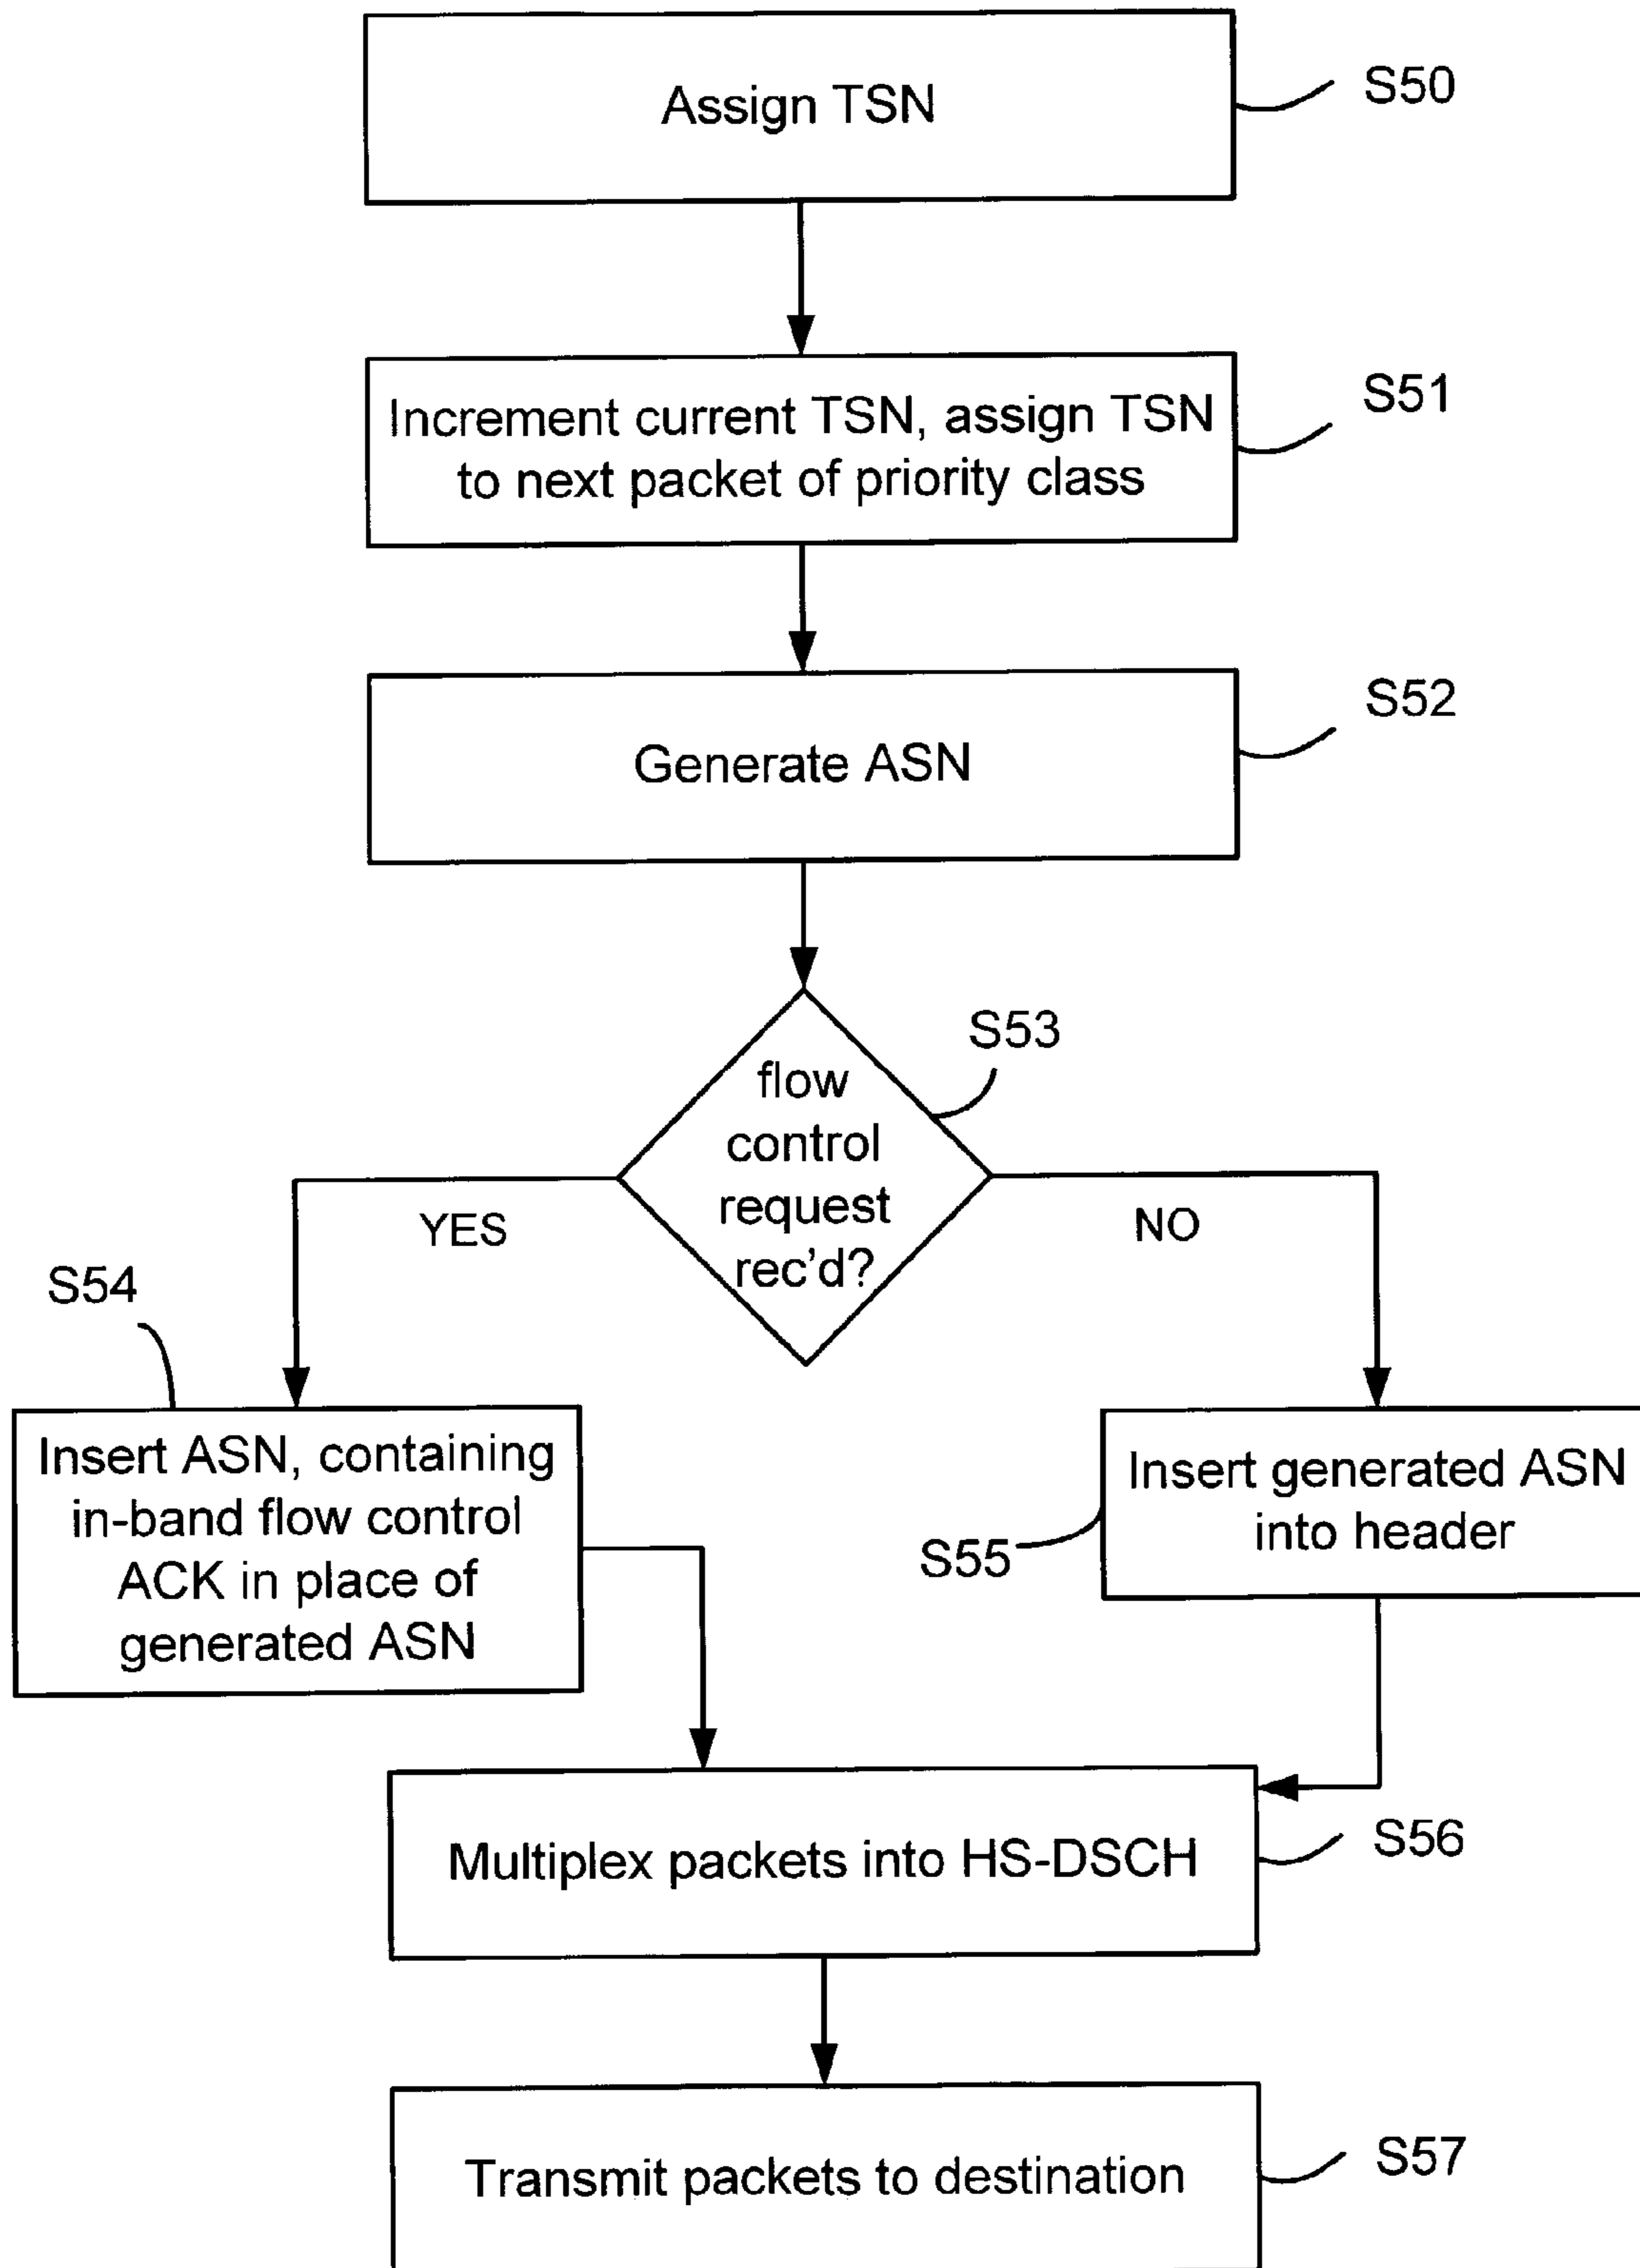 Assign TSN
S50
Increment current TSN, assign TSN
to next packet of priority class
S51
Generate ASN
S52
flow
control
request
rec'd?
S53
YES
NO
S54
Insert ASN, containing
in-band flow control
ACK in place of
generated ASN
Insert generated ASN
into header
S55
Multiplex packets into HS-DSCH
S56
Transmit packets to destination
S57